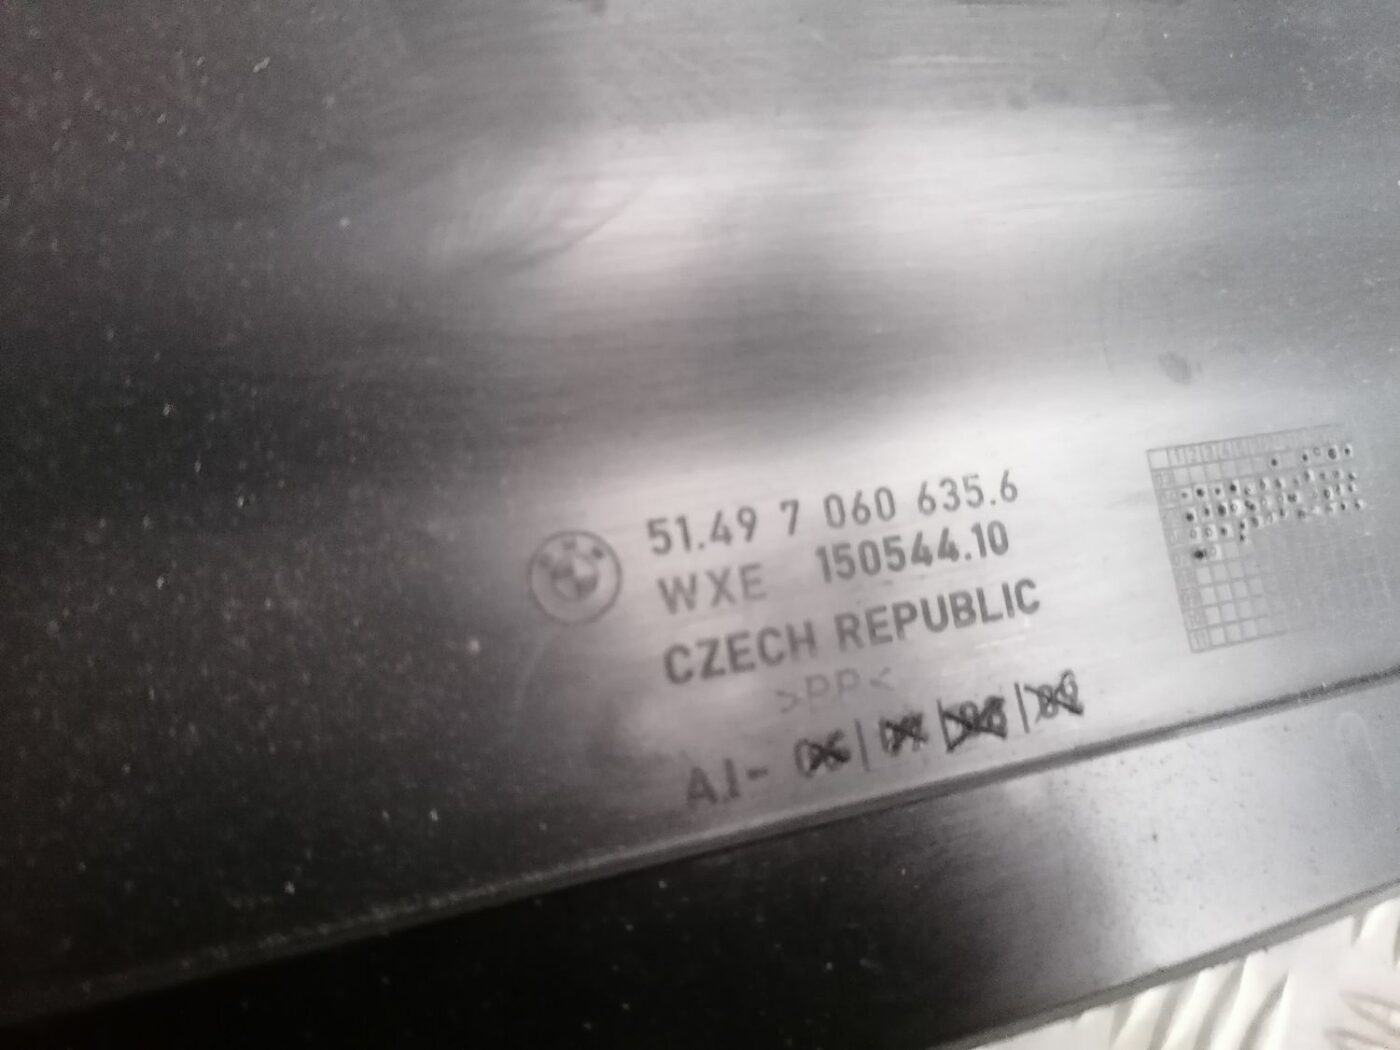 51.49 7 060 635.6
WXE 150544.10
CZECH REPUBLIC
>PP<
A.I-